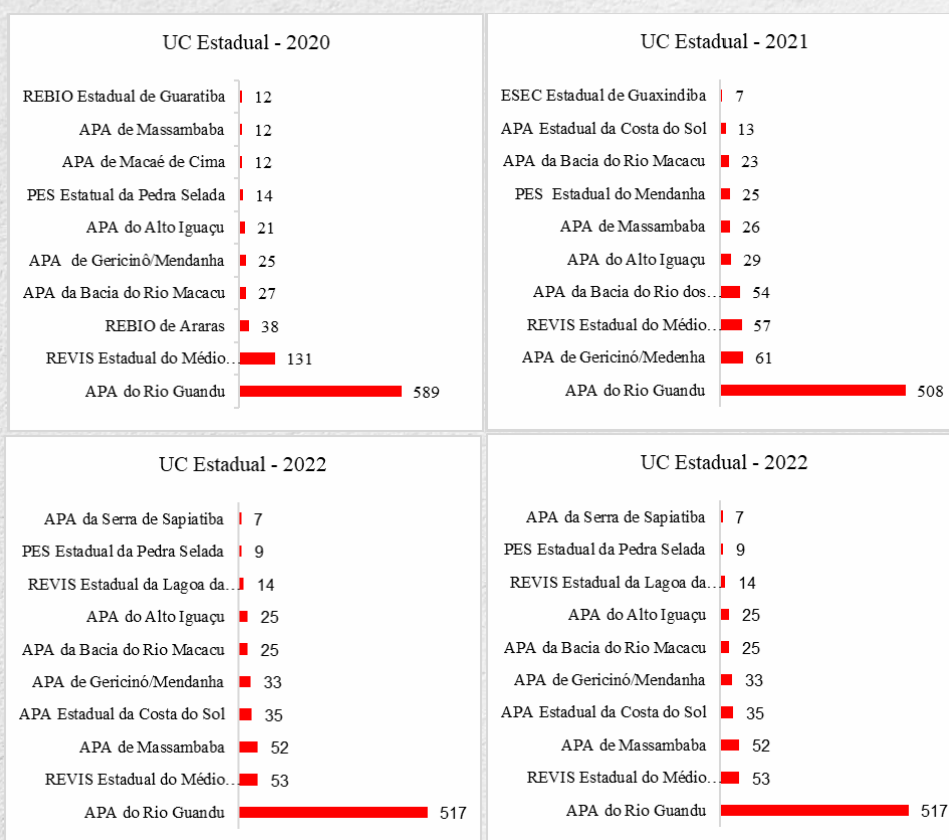 UC Estadual - 2020
REBIO Estadual de Guaratiba 12
APA de Massambaba 12
APA de Macaé de Cima 12
PES Estatual da Pedra Selada 14
APA do Alto Iguaçu 21
APA de Gericinô/Mendanha 25
APA da Bacia do Rio Macacu 27
REBIO de Araras 38
REVIS Estadual do Médio... 131
APA do Rio Guandu 589
UC Estadual - 2021
ESEC Estadual de Guaxindiba 7
APA Estadual da Costa do Sol 13
APA da Bacia do Rio Macacu 23
PES Estadual do Mendanha 25
APA de Massambaba 26
APA do Alto Iguaçu 29
APA da Bacia do Rio dos... 54
REVIS Estadual do Médio... 57
APA de Gericinó/Medenha 61
APA do Rio Guandu 508
UC Estadual - 2022
APA da Serra de Sapiatiba 7
PES Estadual da Pedra Selada 9
REVIS Estadual da Lagoa da... 14
APA do Alto Iguaçu 25
APA da Bacia do Rio Macacu 25
APA de Gericinó/Mendanha 33
APA Estadual da Costa do Sol 35
APA de Massambaba 52
REVIS Estadual do Médio... 53
APA do Rio Guandu 517
UC Estadual - 2022
APA da Serra de Sapiatiba 7
PES Estadual da Pedra Selada 9
REVIS Estadual da Lagoa da... 14
APA do Alto Iguaçu 25
APA da Bacia do Rio Macacu 25
APA de Gericinó/Mendanha 33
APA Estadual da Costa do Sol 35
APA de Massambaba 52
REVIS Estadual do Médio... 53
APA do Rio Guandu 517